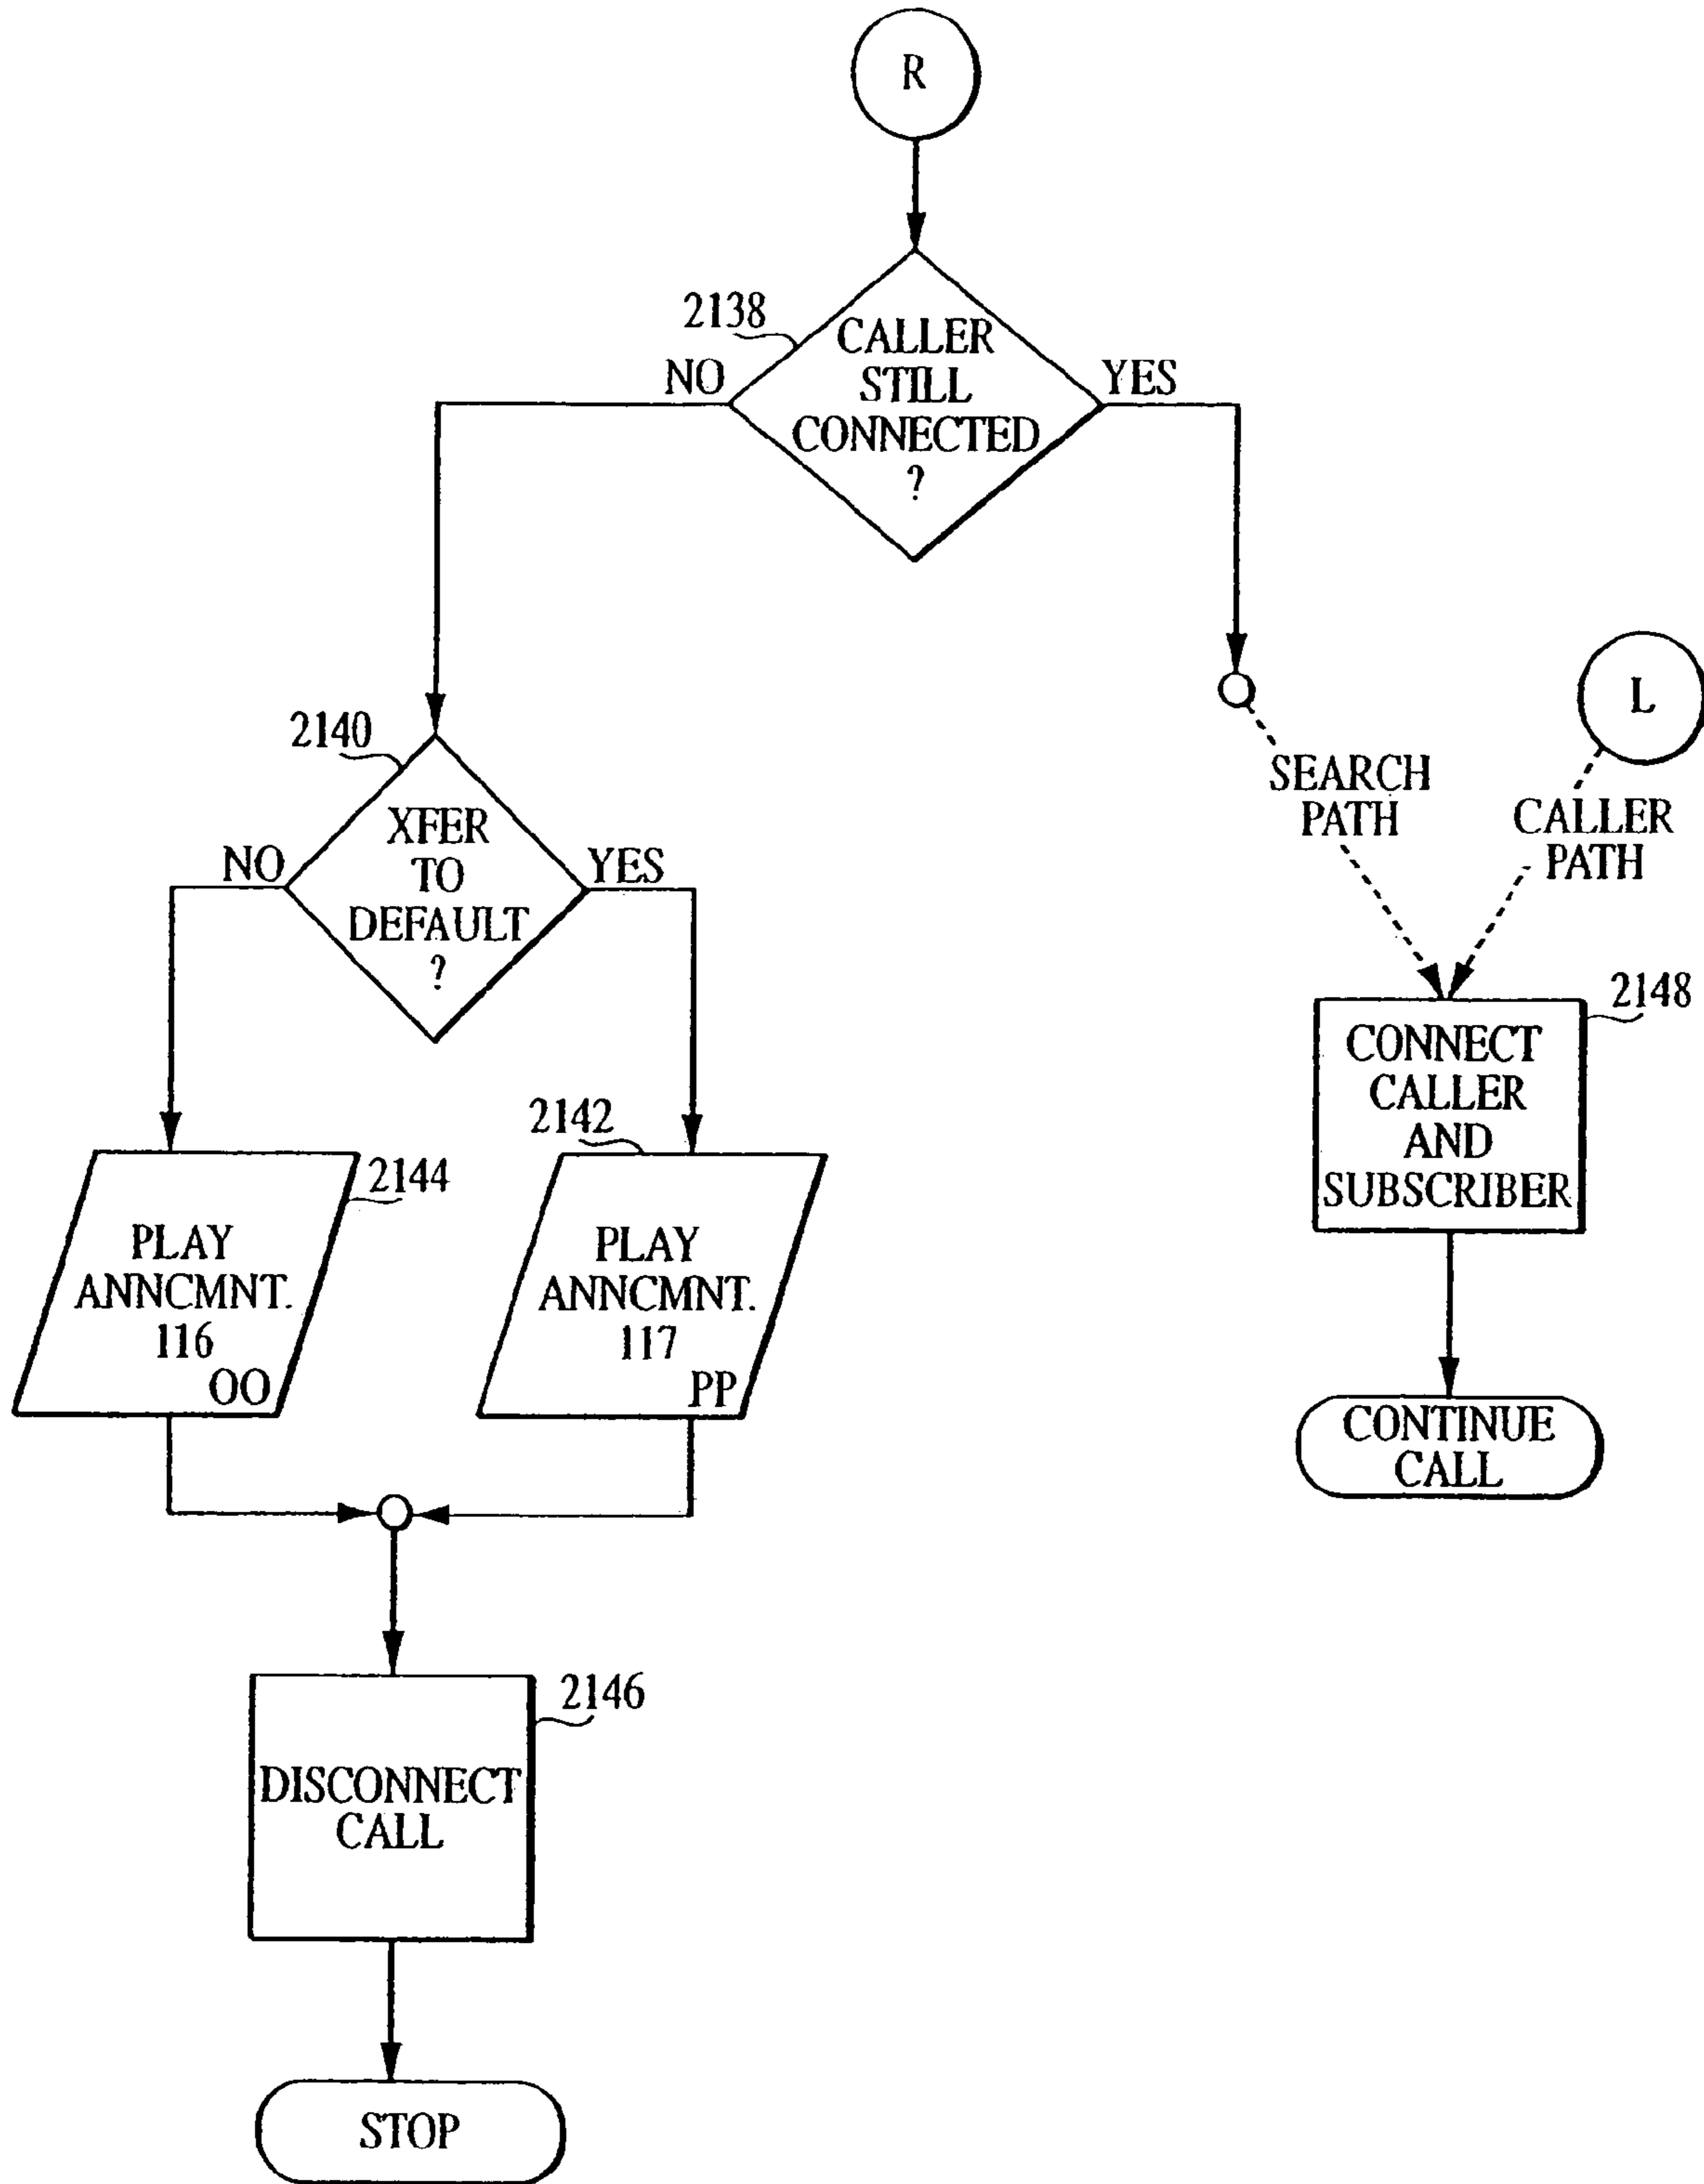 R
2138
CALLER
STILL
CONNECTED
?
NO
YES
L
2140
XFER
TO
DEFAULT
?
NO
YES
SEARCH
PATH
CALLER
PATH
2148
CONNECT
CALLER
AND
SUBSCRIBER
2144
PLAY
ANNCMNT.
116
OO
2142
PLAY
ANNCMNT.
117
PP
CONTINUE
CALL
2146
DISCONNECT
CALL
STOP